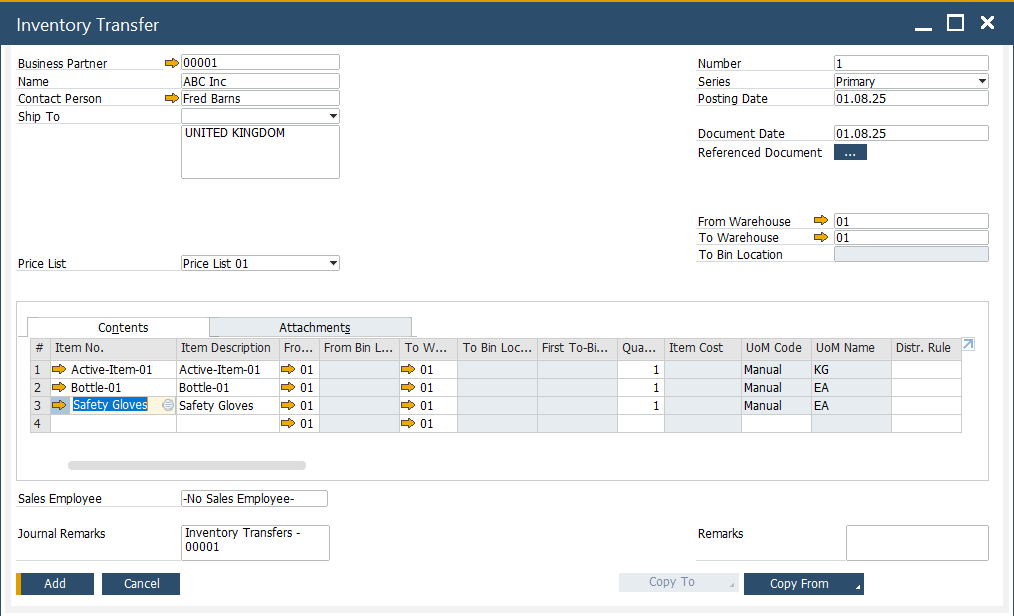 Inventory Transfer
Business Partner 00001
Name ABC Inc
Contact Person Fred Barns
Ship To
UNITED KINGDOM
Number 1
Series Primary
Posting Date 01.08.25
Document Date 01.08.25
Referenced Document ...
From Warehouse 01
To Warehouse 01
To Bin Location
Price List Price List 01
Contents Attachments
# Item No. Item Description Fro... From Bin L... To W... To Bin Loc... First To-Bi... Qua... Item Cost UoM Code UoM Name Distr. Rule
1 Active-Item-01 Active-Item-01 01 01 1 Manual KG
2 Bottle-01 Bottle-01 01 01 1 Manual EA
3 Safety Gloves Safety Gloves 01 01 1 Manual EA
4 01 01
Sales Employee -No Sales Employee-
Journal Remarks Inventory Transfers -
00001
Remarks
Add Cancel Copy To Copy From